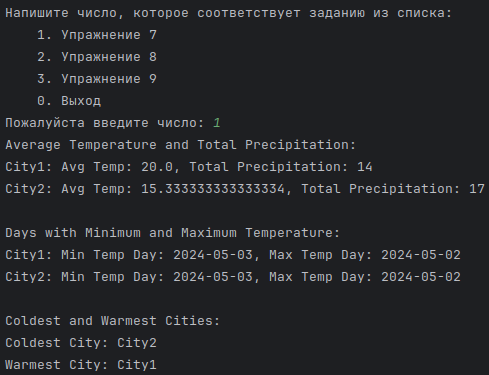 Напишите число, которое соответствует заданию из списка:
1. Упражнение 7
2. Упражнение 8
3. Упражнение 9
0. Выход
Пожалуйста введите число: 1
Average Temperature and Total Precipitation:
City1: Avg Temp: 20.0, Total Precipitation: 14
City2: Avg Temp: 15.333333333333334, Total Precipitation: 17
Days with Minimum and Maximum Temperature:
City1: Min Temp Day: 2024-05-03, Max Temp Day: 2024-05-02
City2: Min Temp Day: 2024-05-03, Max Temp Day: 2024-05-02
Coldest and Warmest Cities:
Coldest City: City2
Warmest City: City1